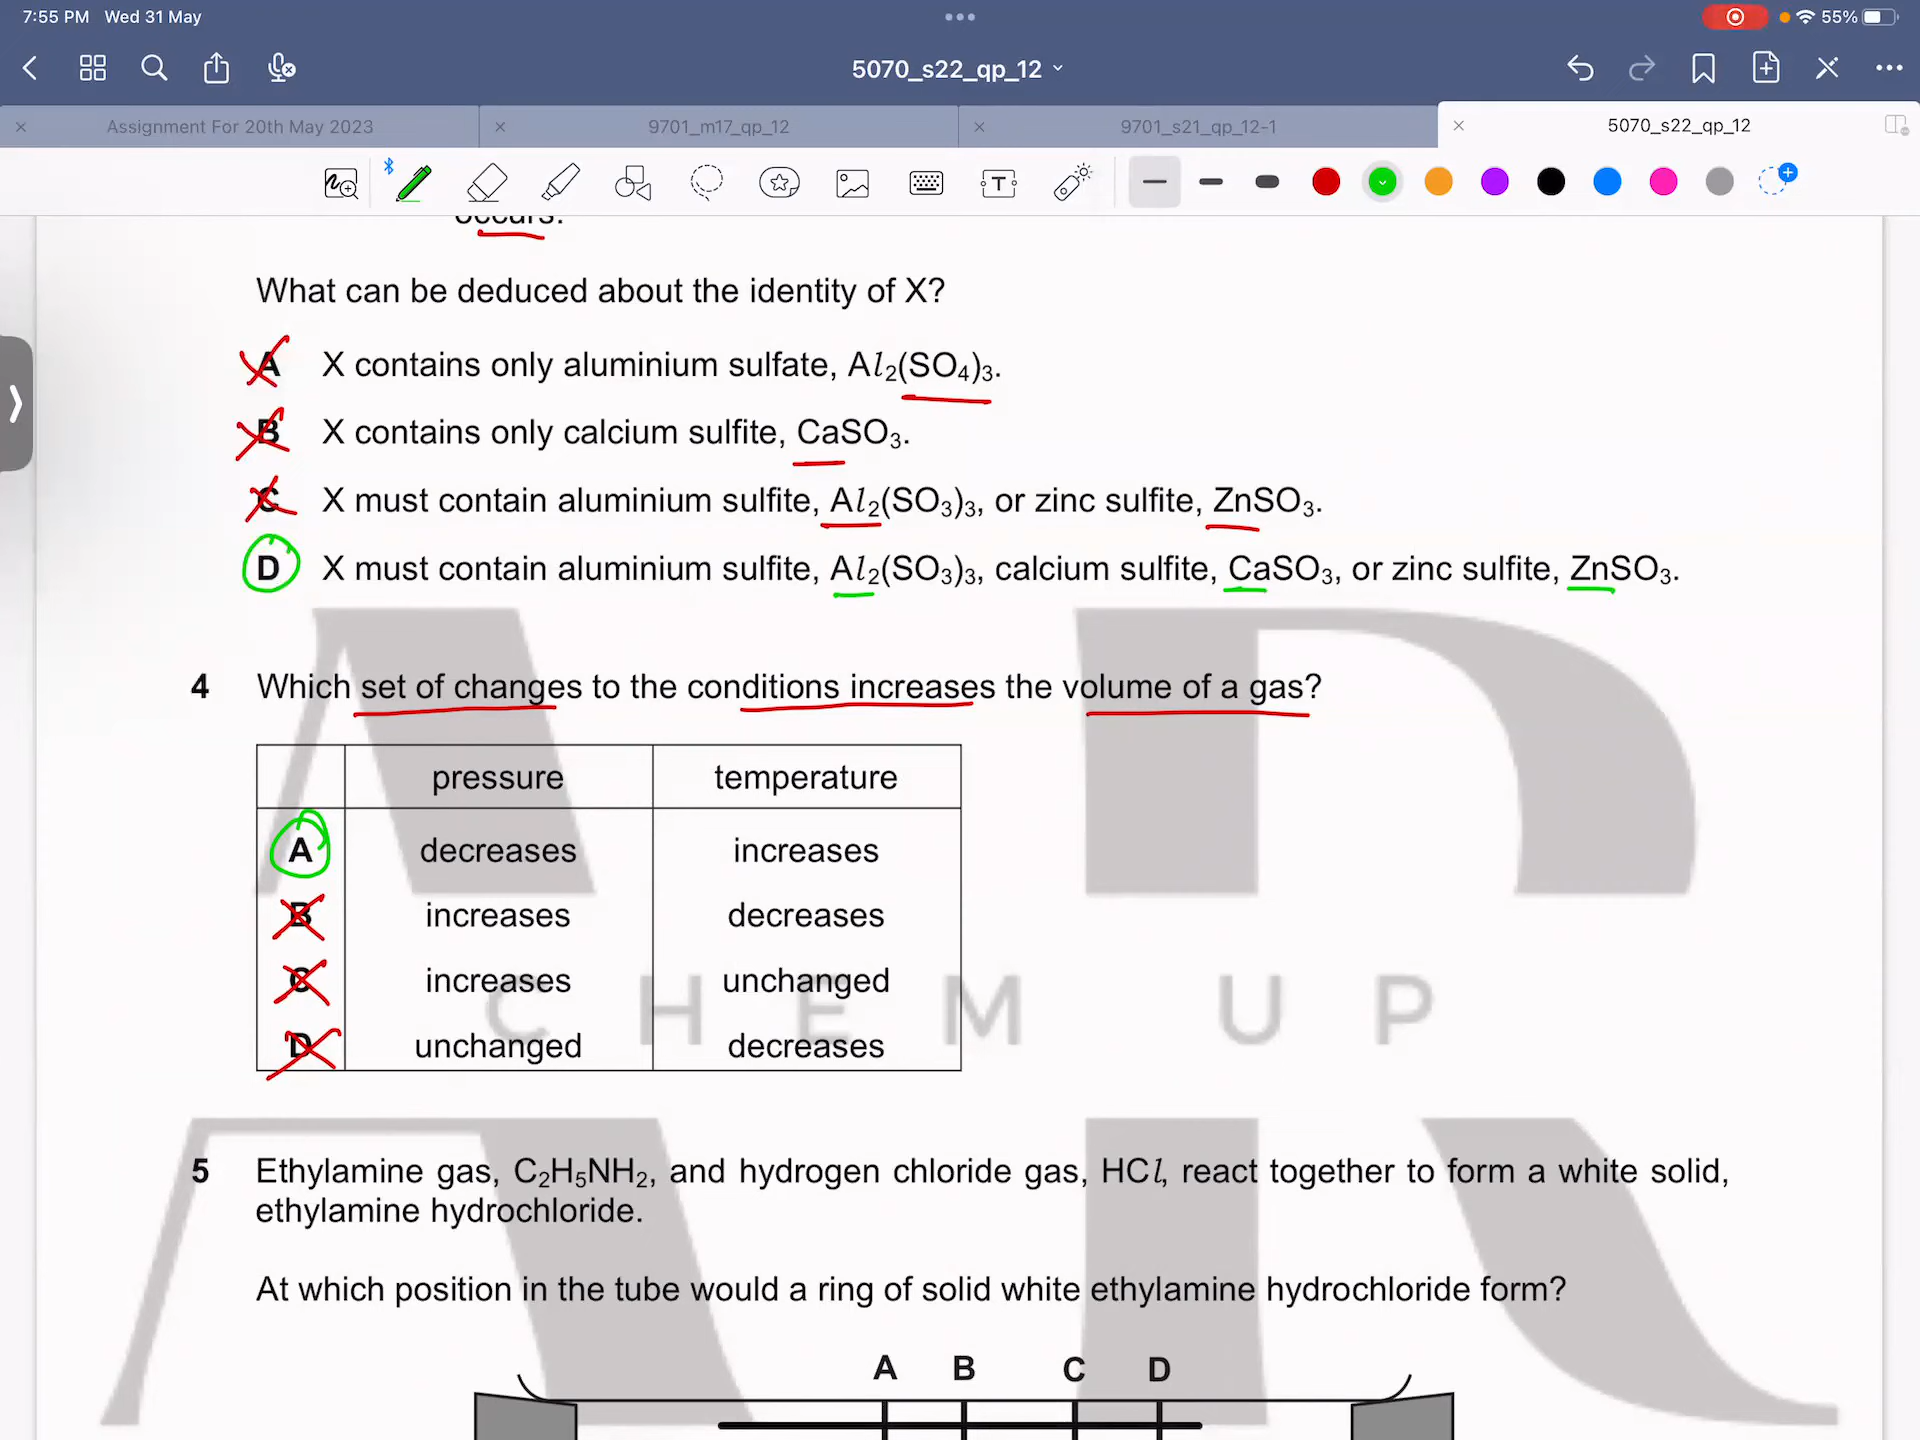 7:55 PM Wed 31 May
55%
5070_s22_qp_12
Assignment For 20th May 2023
9701_m17_qp_12
9701_s21_qp_12-1
5070_s22_qp_12
occurs.
What can be deduced about the identity of X?
A X contains only aluminium sulfate, Al₂(SO₄)₃.
B X contains only calcium sulfite, CaSO₃.
C X must contain aluminium sulfite, Al₂(SO₃)₃, or zinc sulfite, ZnSO₃.
D X must contain aluminium sulfite, Al₂(SO₃)₃, calcium sulfite, CaSO₃, or zinc sulfite, ZnSO₃.
4 Which set of changes to the conditions increases the volume of a gas?
pressure temperature
A decreases increases
B increases decreases
C increases unchanged
D unchanged decreases
CHEM UP
5 Ethylamine gas, C₂H₅NH₂, and hydrogen chloride gas, HCl, react together to form a white solid,
ethylamine hydrochloride.
At which position in the tube would a ring of solid white ethylamine hydrochloride form?
A B C D